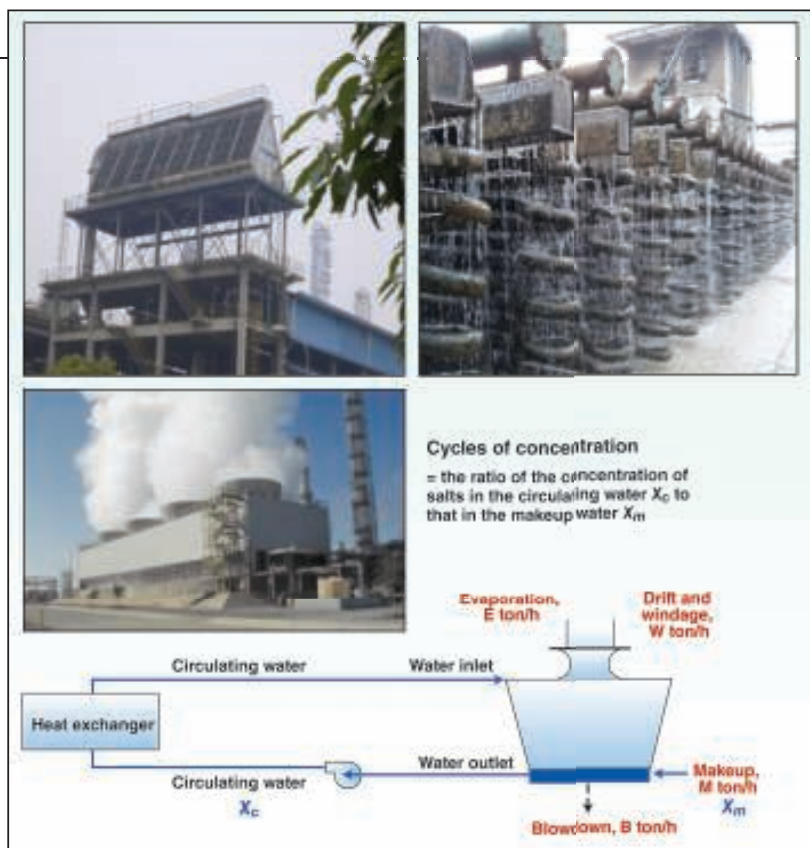 Cycles of concentration
= the ratio of the concentration of
salts in the circulating water Xc to
that in the makeup water Xm
Evaporation,
E ton/h
Drift and
windage,
W ton/h
Circulating water
Water inlet
Heat exchanger
Water outlet
Circulating water
Xc
Makeup,
M ton/h
Xm
Blowdown, B ton/h